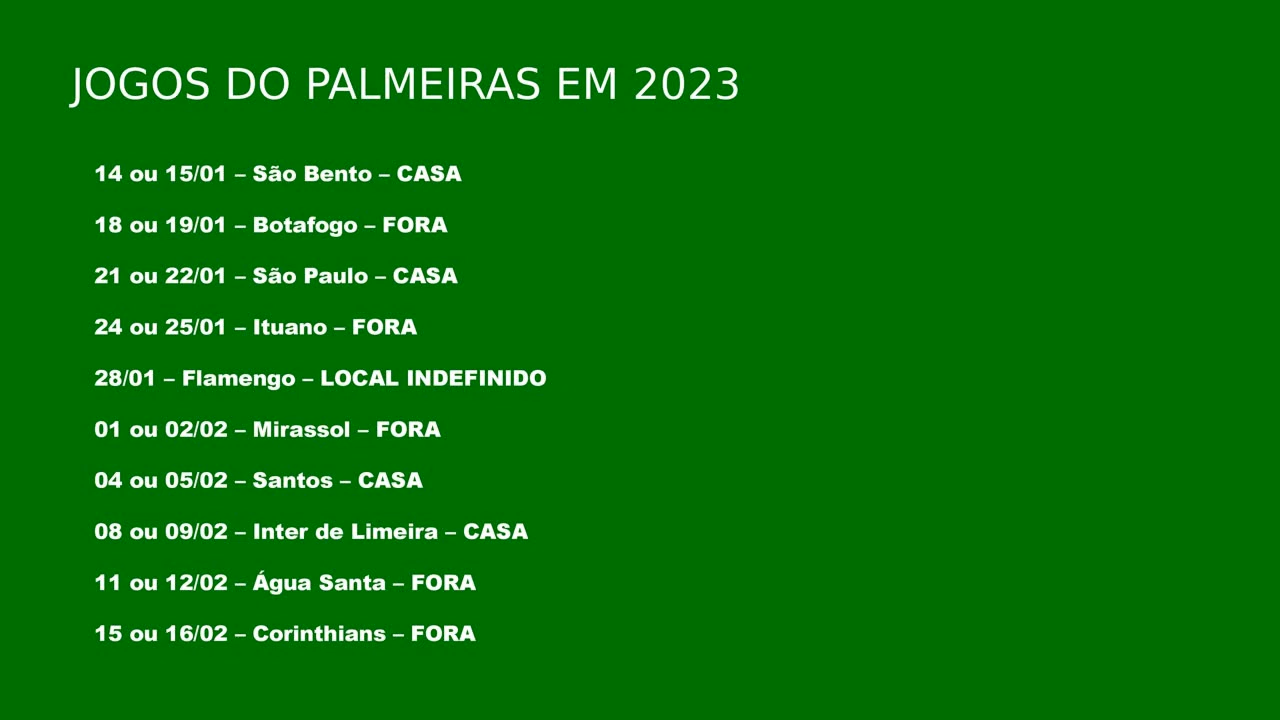 JOGOS DO PALMEIRAS EM 2023
14 ou 15/01 – São Bento – CASA
18 ou 19/01 – Botafogo – FORA
21 ou 22/01 – São Paulo – CASA
24 ou 25/01 – Ituano – FORA
28/01 – Flamengo – LOCAL INDEFINIDO
01 ou 02/02 – Mirassol – FORA
04 ou 05/02 – Santos – CASA
08 ou 09/02 – Inter de Limeira – CASA
11 ou 12/02 – Água Santa – FORA
15 ou 16/02 – Corinthians – FORA